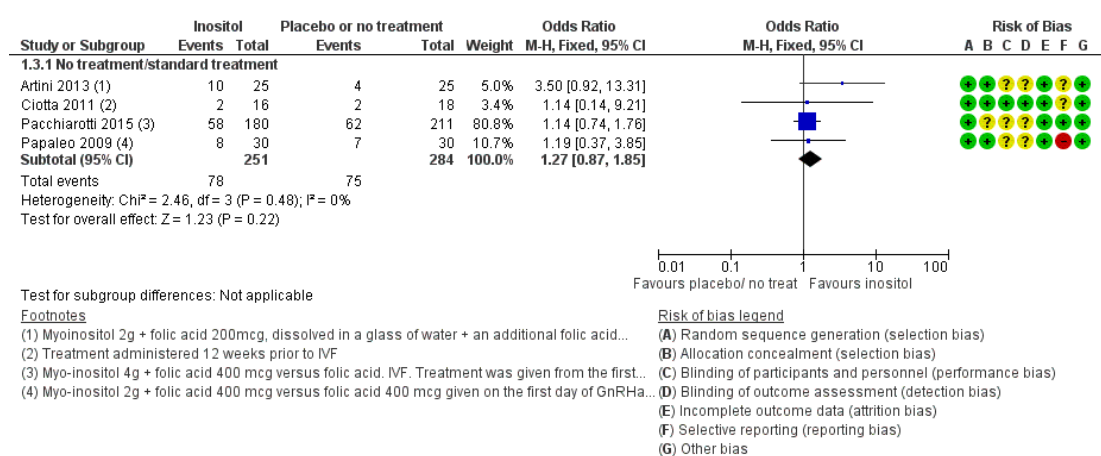 Inositol Placebo or no treatment Odds Ratio Odds Ratio Risk of Bias
Study or Subgroup Events Total Events Total Weight M-H, Fixed, 95% CI M-H, Fixed, 95% CI A B C D E F G
1.3.1 No treatment/standard treatment
Artini 2013 (1) 10 25 4 25 5.0% 3.50 [0.92, 13.31] + + ? ? + ? +
Ciotta 2011 (2) 2 16 2 18 3.4% 1.14 [0.14, 9.21] + + + + + ? +
Pacchiarotti 2015 (3) 58 180 62 211 80.8% 1.14 [0.74, 1.76] + ? ? ? + + +
Papaleo 2009 (4) 8 30 7 30 10.7% 1.19 [0.37, 3.85] + + ? ? + − +
Subtotal (95% CI) 251 284 100.0% 1.27 [0.87, 1.85]
Total events 78 75
Heterogeneity: Chi² = 2.46, df = 3 (P = 0.48); I² = 0%
Test for overall effect: Z = 1.23 (P = 0.22)
0.01 0.1 1 10 100
Favours placebo/ no treat Favours inositol
Test for subgroup differences: Not applicable
Footnotes
(1) Myoinositol 2g + folic acid 200mcg, dissolved in a glass of water + an additional folic acid...
(2) Treatment administered 12 weeks prior to IVF
(3) Myo-inositol 4g + folic acid 400 mcg versus folic acid. IVF. Treatment was given from the first...
(4) Myo-inositol 2g + folic acid 400 mcg versus folic acid 400 mcg given on the first day of GnRHa...
Risk of bias legend
(A) Random sequence generation (selection bias)
(B) Allocation concealment (selection bias)
(C) Blinding of participants and personnel (performance bias)
(D) Blinding of outcome assessment (detection bias)
(E) Incomplete outcome data (attrition bias)
(F) Selective reporting (reporting bias)
(G) Other bias